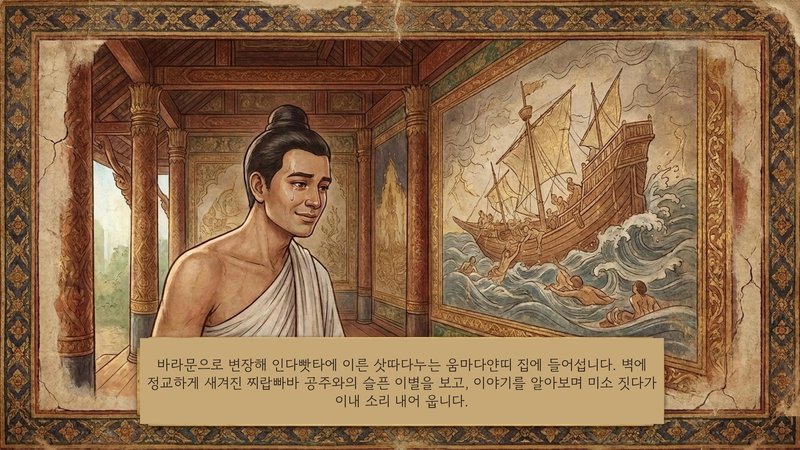 바라문으로 변장해 인다빳타에 이른 삿따다누는 움마다얀띠 집에 들어섭니다. 벽에
정교하게 새겨진 찌랍빠바 공주와의 슬픈 이별을 보고, 이야기를 알아보며 미소 짓다가
이내 소리 내어 웁니다.